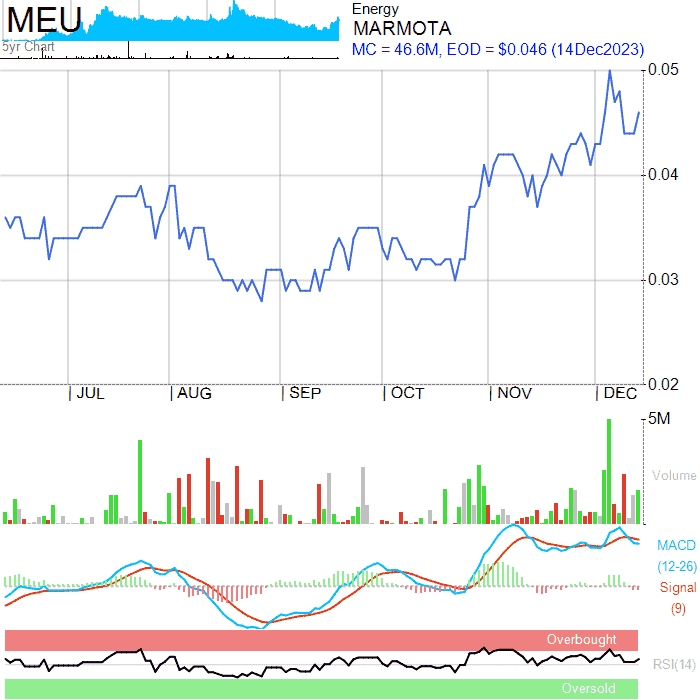 MEU
5yr Chart
Energy
MARMOTA
MC = 46.6M, EOD = $0.046 (14Dec2023)
0.05
0.04
0.03
0.02
JUL
AUG
SEP
OCT
NOV
DEC
5M
Volume
MACD
(12-26)
Signal
(9)
Overbought
RSI(14)
Oversold